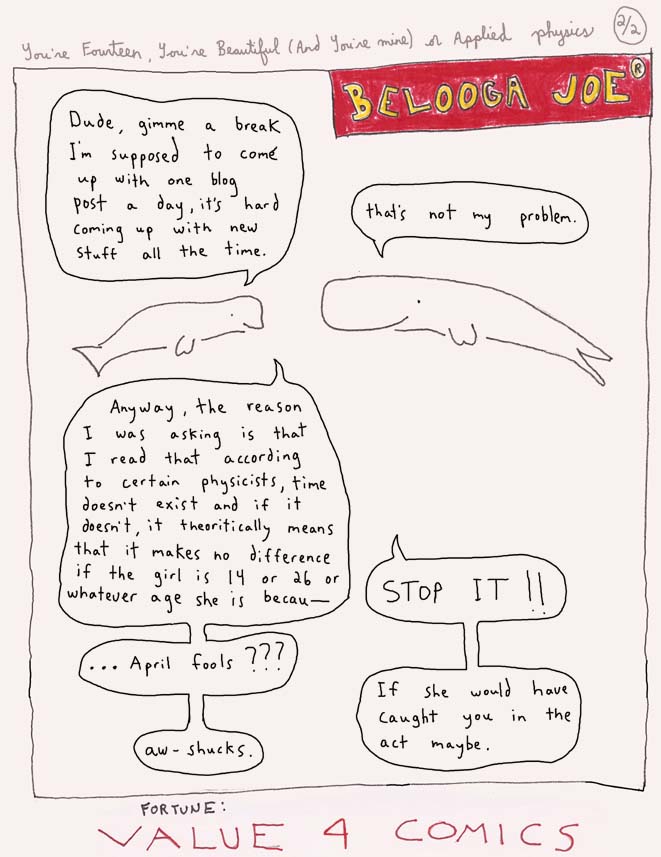 You're Fourteen, You're Beautiful (And You're mine) or Applied physics
2/2
BELOOGA JOE®
Dude, gimme a break
I'm supposed to come
up with one blog
post a day, it's hard
coming up with new
stuff all the time.
that's not my problem.
Anyway, the reason
I was asking is that
I read that according
to certain physicists, time
doesn't exist and if it
doesn't, it theoritically means
that it makes no difference
if the girl is 14 or 26 or
whatever age she is becau—
STOP IT!!
... April fools ???
If she would have
caught you in the
act maybe.
aw-shucks.
FORTUNE:
VALUE 4 COMICS